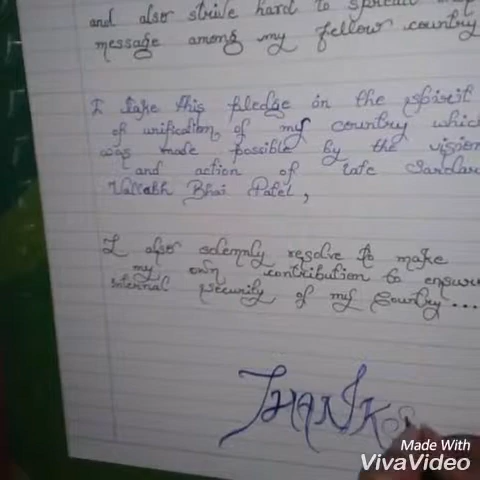 and also strive hard to spread
message among my fellow country
I take this pledge in the spirit
of unification of my country which
was made possible by the vision
and action of late Sardar
Vallabh Bhai Patel,
I also solemnly resolve to make
my own contribution to ensure
internal security of my Country....
THANKS
Made With
VivaVideo